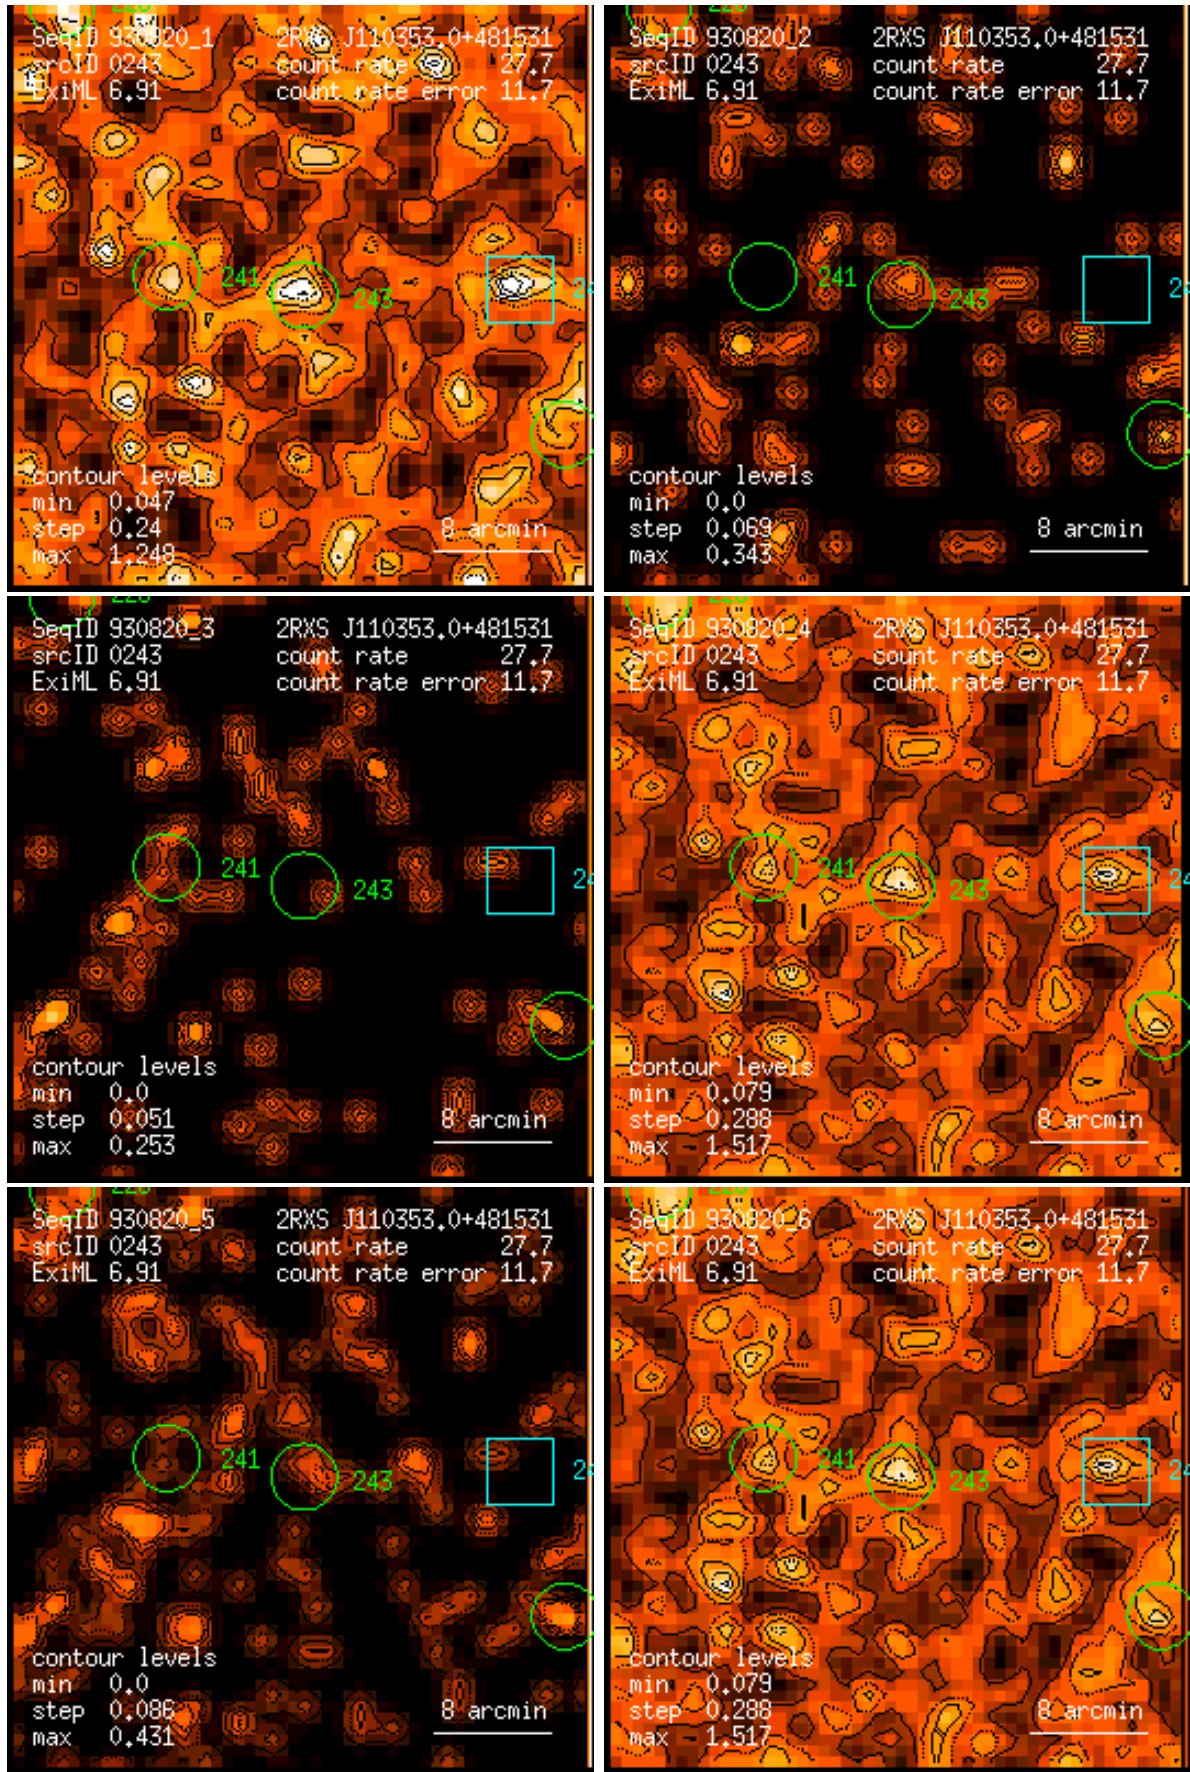 SeqID 930820_1 2RXS J110353.0+481531
srcID 0243 count rate 27.7
ExiML 6.91 count rate error 11.7
241
243
contour levels
min 0.047
step 0.24
max 1.248
8 arcmin
SeqID 930820_2 2RXS J110353.0+481531
srcID 0243 count rate 27.7
ExiML 6.91 count rate error 11.7
241
243
contour levels
min 0.0
step 0.069
max 0.343
8 arcmin
SeqID 930820_3 2RXS J110353.0+481531
srcID 0243 count rate 27.7
ExiML 6.91 count rate error 11.7
241
243
contour levels
min 0.0
step 0.051
max 0.253
8 arcmin
SeqID 930820_4 2RXS J110353.0+481531
srcID 0243 count rate 27.7
ExiML 6.91 count rate error 11.7
241
243
contour levels
min 0.079
step 0.288
max 1.517
8 arcmin
SeqID 930820_5 2RXS J110353.0+481531
srcID 0243 count rate 27.7
ExiML 6.91 count rate error 11.7
241
243
contour levels
min 0.0
step 0.086
max 0.431
8 arcmin
SeqID 930820_6 2RXS J110353.0+481531
srcID 0243 count rate 27.7
ExiML 6.91 count rate error 11.7
241
243
contour levels
min 0.079
step 0.288
max 1.517
8 arcmin